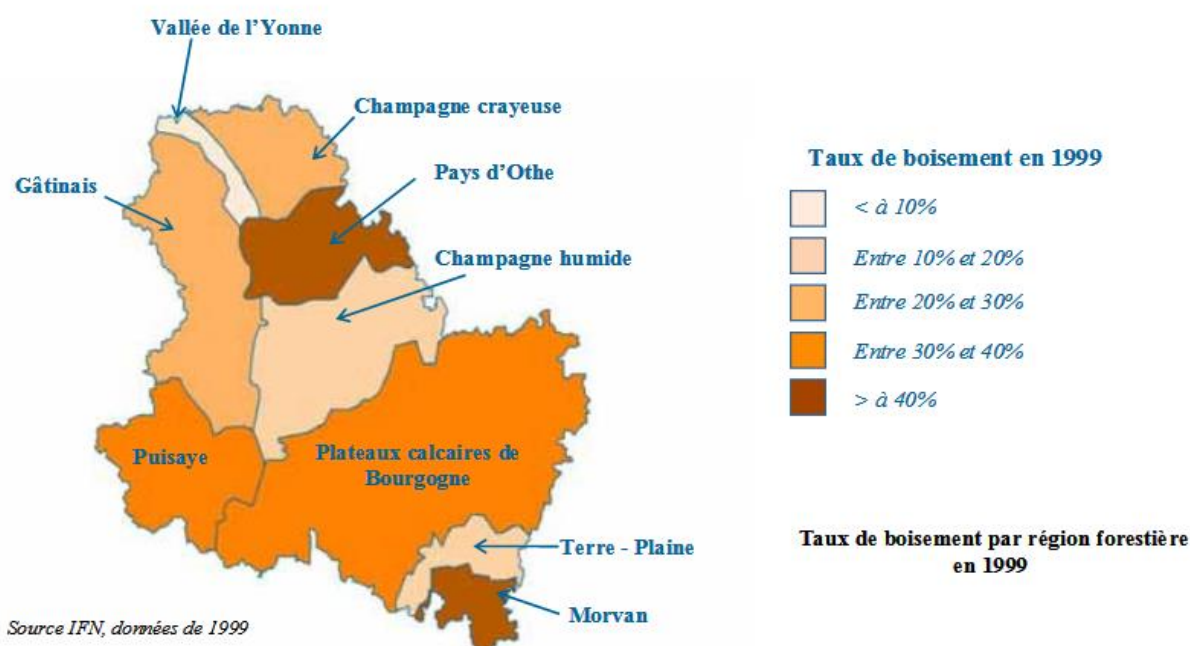 Vallée de l'Yonne
Champagne crayeuse
Pays d'Othe
Gâtinais
Champagne humide
Puisaye
Plateaux calcaires de
Bourgogne
Terre - Plaine
Morvan
Source IFN, données de 1999
Taux de boisement en 1999
< à 10%
Entre 10% et 20%
Entre 20% et 30%
Entre 30% et 40%
> à 40%
Taux de boisement par région forestière
en 1999